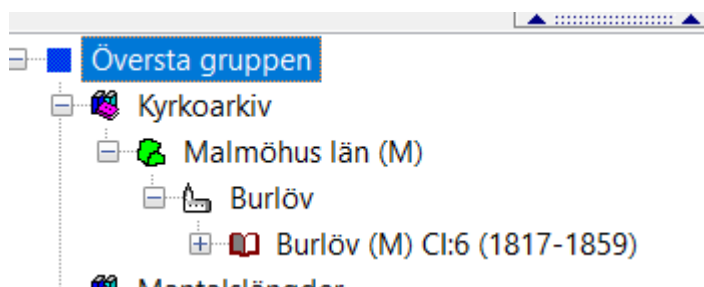 Översta gruppen
Kyrkoarkiv
Malmöhus län (M)
Burlöv
Burlöv (M) CI:6 (1817-1859)